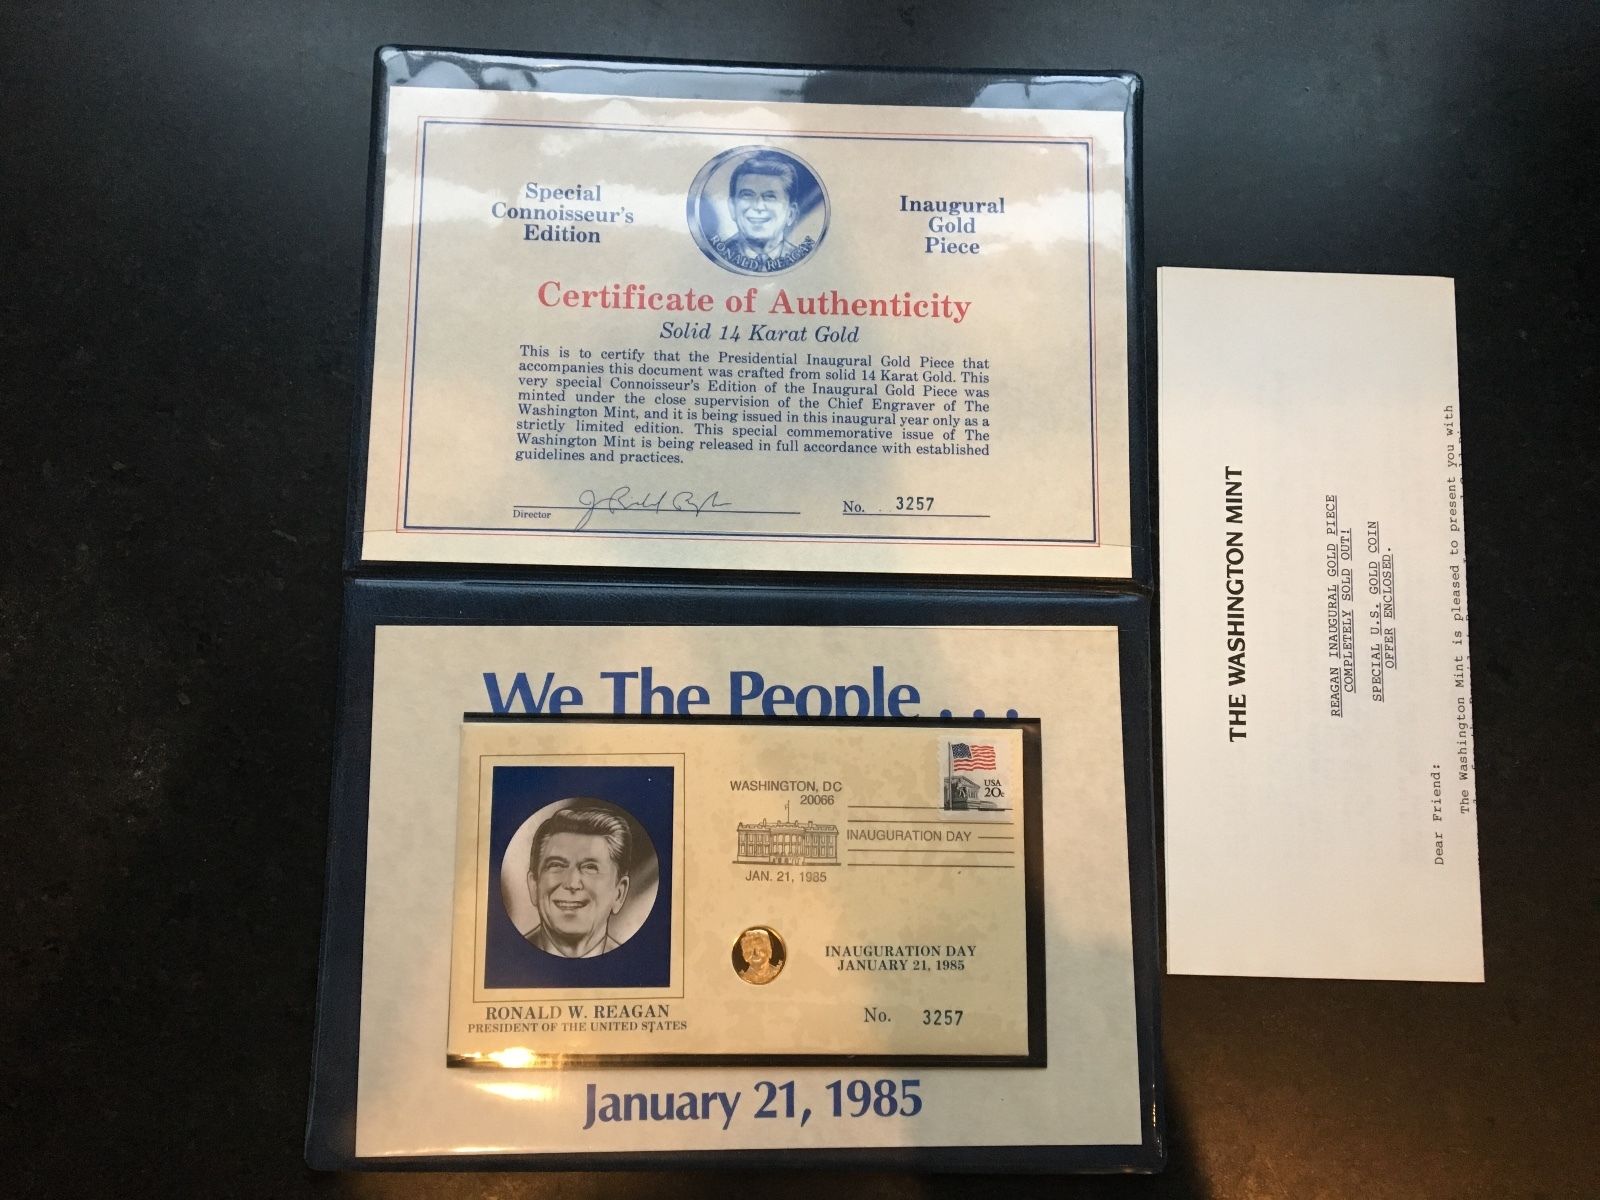 Special
Connoisseur's
Edition
RONALD REAGAN
Inaugural
Gold
Piece
Certificate of Authenticity
Solid 14 Karat Gold
This is to certify that the Presidential Inaugural Gold Piece that
accompanies this document was crafted from solid 14 Karat Gold. This
very special Connoisseur's Edition of the Inaugural Gold Piece was
minted under the close supervision of the Chief Engraver of The
Washington Mint, and it is being issued in this inaugural year only as a
strictly limited edition. This special commemorative issue of The
Washington Mint is being released in full accordance with established
guidelines and practices.
Director
No. 3257
We The People...
WASHINGTON, DC
20066
USA
20c
INAUGURATION DAY
JAN. 21, 1985
INAUGURATION DAY
JANUARY 21, 1985
No. 3257
RONALD W. REAGAN
PRESIDENT OF THE UNITED STATES
January 21, 1985
THE WASHINGTON MINT
REAGAN INAUGURAL GOLD PIECE
COMPLETELY SOLD OUT!
SPECIAL U.S. GOLD COIN
OFFER ENCLOSED.
Dear Friend:
The Washington Mint is pleased to present you with